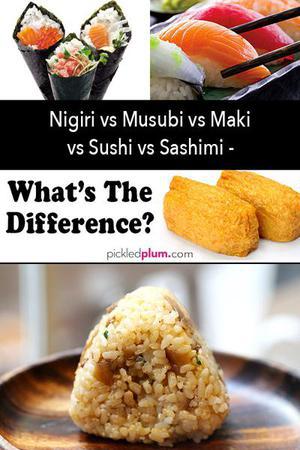 Nigiri vs Musubi vs Maki
vs Sushi vs Sashimi -
What's The
Difference?
pickledplum.com